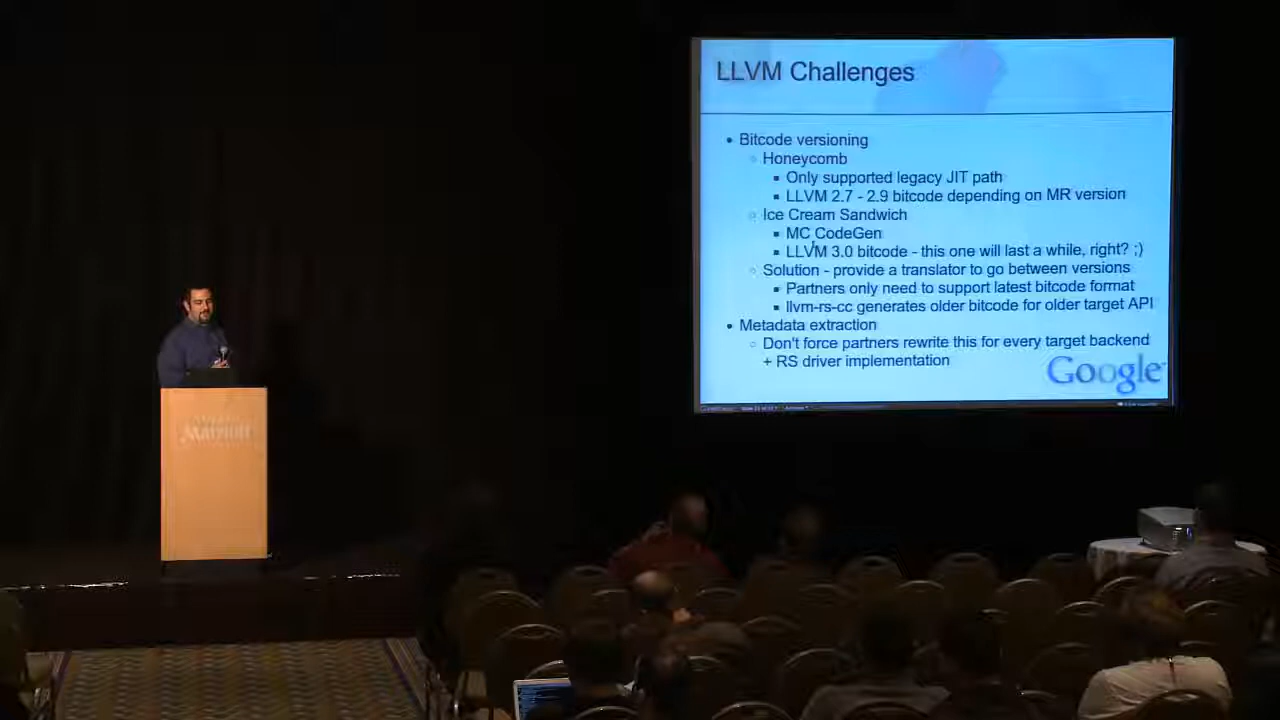 LLVM Challenges
• Bitcode versioning
○ Honeycomb
▪ Only supported legacy JIT path
▪ LLVM 2.7 - 2.9 bitcode depending on MR version
○ Ice Cream Sandwich
▪ MC CodeGen
▪ LLVM 3.0 bitcode - this one will last a while, right? ;)
○ Solution - provide a translator to go between versions
▪ Partners only need to support latest bitcode format
▪ llvm-rs-cc generates older bitcode for older target API
• Metadata extraction
○ Don't force partners rewrite this for every target backend
+ RS driver implementation
Google
Marriott